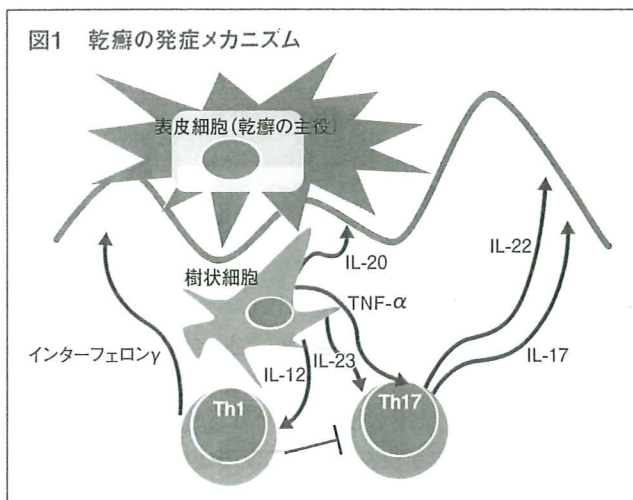 図1 乾癬の発症メカニズム
表皮細胞(乾癬の主役)
樹状細胞
IL-20
IL-22
TNF-α
IL-17
インターフェロンγ
IL-12
IL-23
Th1
Th17